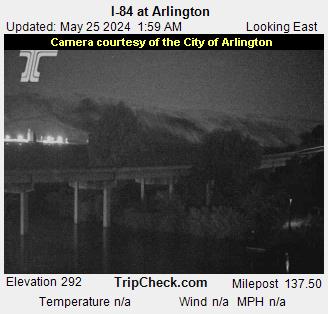 I-84 at Arlington
Updated: May 25 2024 1:59 AM Looking East
Camera courtesy of the City of Arlington
Elevation 292 TripCheck.com Milepost 137.50
Temperature n/a Wind n/a MPH n/a